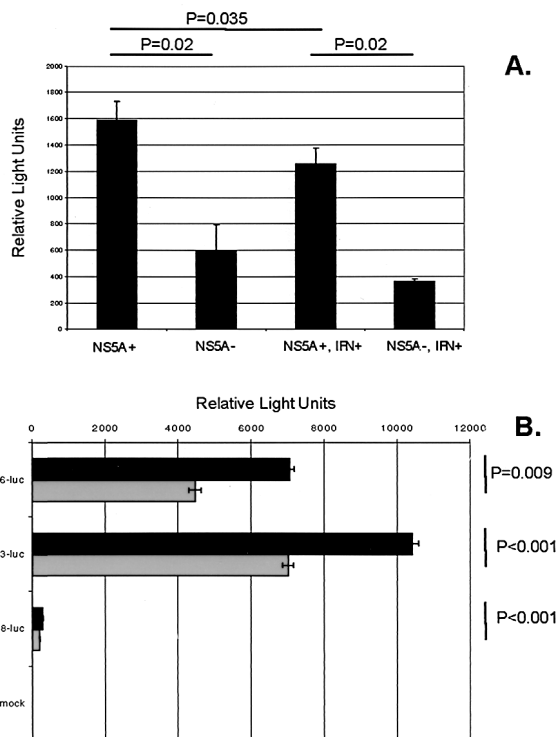 P=0.035
P=0.02 P=0.02
A.
Relative Light Units
2000
1800
1600
1400
1200
1000
800
600
400
200
0
NS5A+ NS5A- NS5A+, IFN+ NS5A-, IFN+
Relative Light Units
B.
0 2000 4000 6000 8000 10000 12000
6-luc P=0.009
3-luc P<0.001
8-luc P<0.001
mock